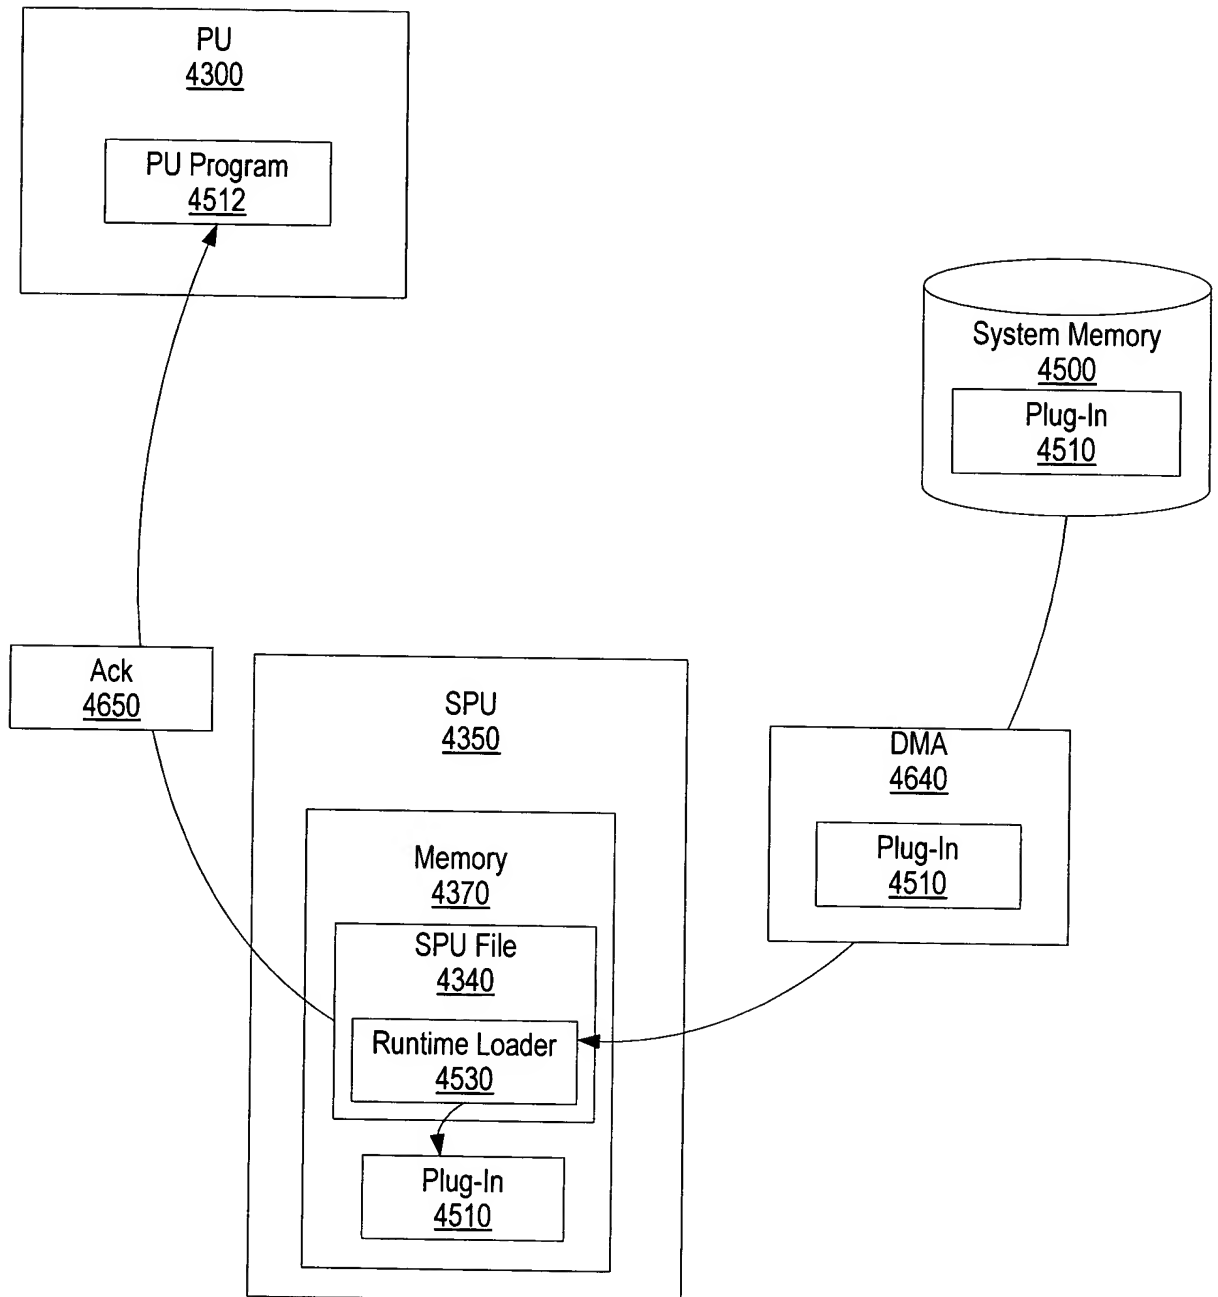 PU
4300
PU Program
4512
System Memory
4500
Plug-In
4510
Ack
4650
SPU
4350
DMA
4640
Plug-In
4510
Memory
4370
SPU File
4340
Runtime Loader
4530
Plug-In
4510